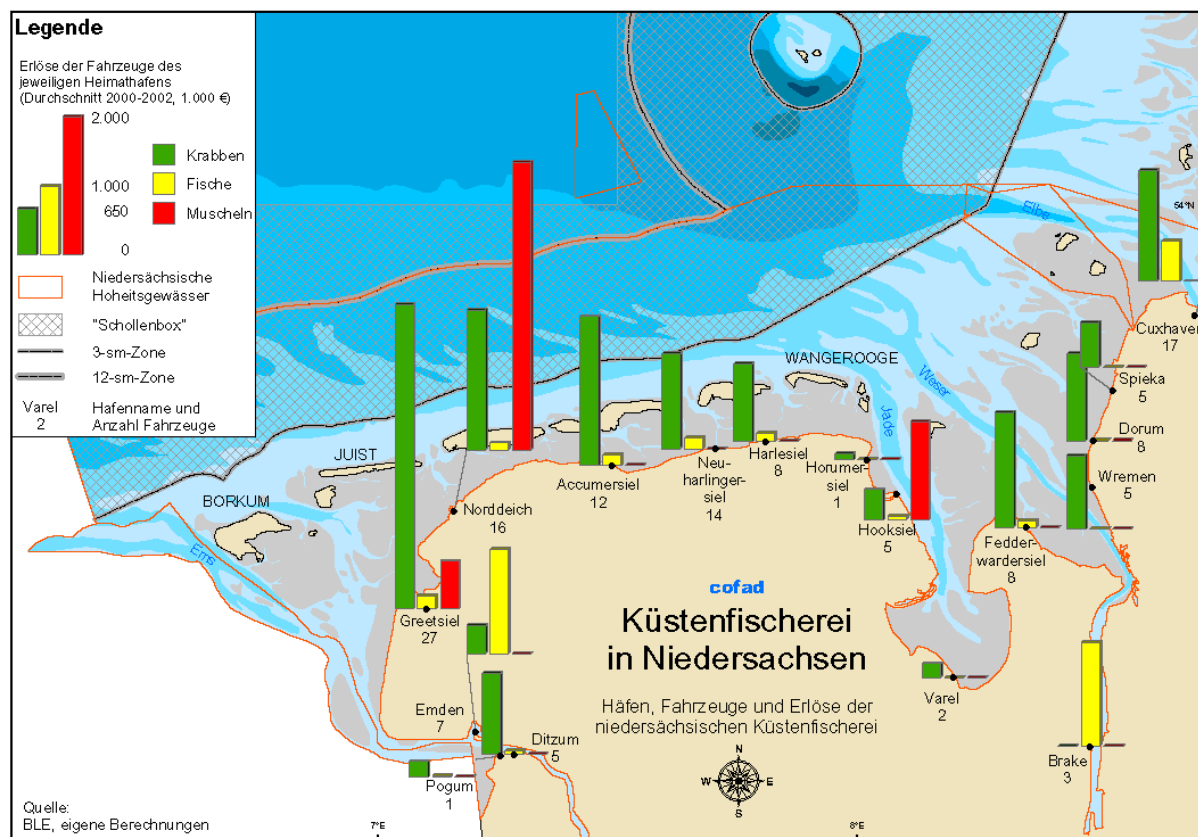 Legende
Erlöse der Fahrzeuge des
jeweiligen Heimathafens
(Durchschnitt 2000-2002, 1.000 €)
2.000
1.000
650
0
Krabben
Fische
Muscheln
Niedersächsische
Hoheitsgewässer
"Schollenbox"
3-sm-Zone
12-sm-Zone
Varel
2
Hafenname und
Anzahl Fahrzeuge
Elbe
54°N
Cuxhaven
17
WANGEROOGE
Weser
Jade
Spieka
5
Dorum
8
Wremen
5
JUIST
BORKUM
Ems
Norddeich
16
Accumersiel
12
Neu-
harlinger-
siel
14
Harlesiel
8
Horumer-
siel
1
Hooksiel
5
Fedder-
wardersiel
8
Greetsiel
27
cofad
Küstenfischerei
in Niedersachsen
Häfen, Fahrzeuge und Erlöse der
niedersächsischen Küstenfischerei
Varel
2
Emden
7
Ditzum
5
Pogum
1
Brake
3
N
W
E
S
Quelle:
BLE, eigene Berechnungen
7°E
8°E